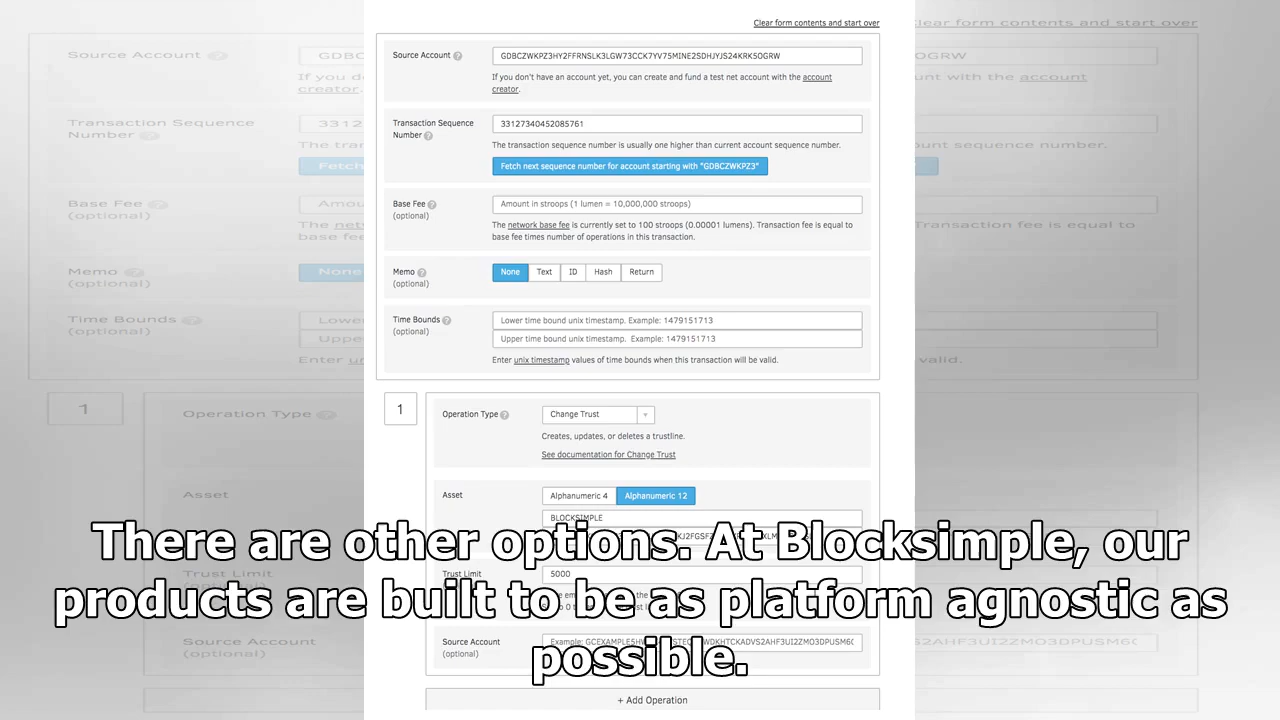 Clear form contents and start over
Source Account
GDBCZWKPZ3HY2FFRNSLK3LGW73CCK7YV75MINE2SDHJYJS24KRK5OGRW
If you don't have an account yet, you can create and fund a test net account with the account
creator.
Transaction Sequence
Number
33127340452085761
The transaction sequence number is usually one higher than current account sequence number.
Fetch next sequence number for account starting with "GDBCZWKPZ3"
Base Fee
(optional)
Amount in stroops (1 lumen = 10,000,000 stroops)
The network base fee is currently set to 100 stroops (0.00001 lumens). Transaction fee is equal to
base fee times number of operations in this transaction.
Memo
(optional)
None Text ID Hash Return
Time Bounds
(optional)
Lower time bound unix timestamp. Example: 1479151713
Upper time bound unix timestamp. Example: 1479151713
Enter unix timestamp values of time bounds when this transaction will be valid.
1
Operation Type
Change Trust
Creates, updates, or deletes a trustline.
See documentation for Change Trust
Asset
Alphanumeric 4 Alphanumeric 12
BLOCKSIMPLE
There are other options. At Blocksimple, our
Trust Limit
5000
products are built to be as platform agnostic as
Source Account
(optional)
possible.
+ Add Operation